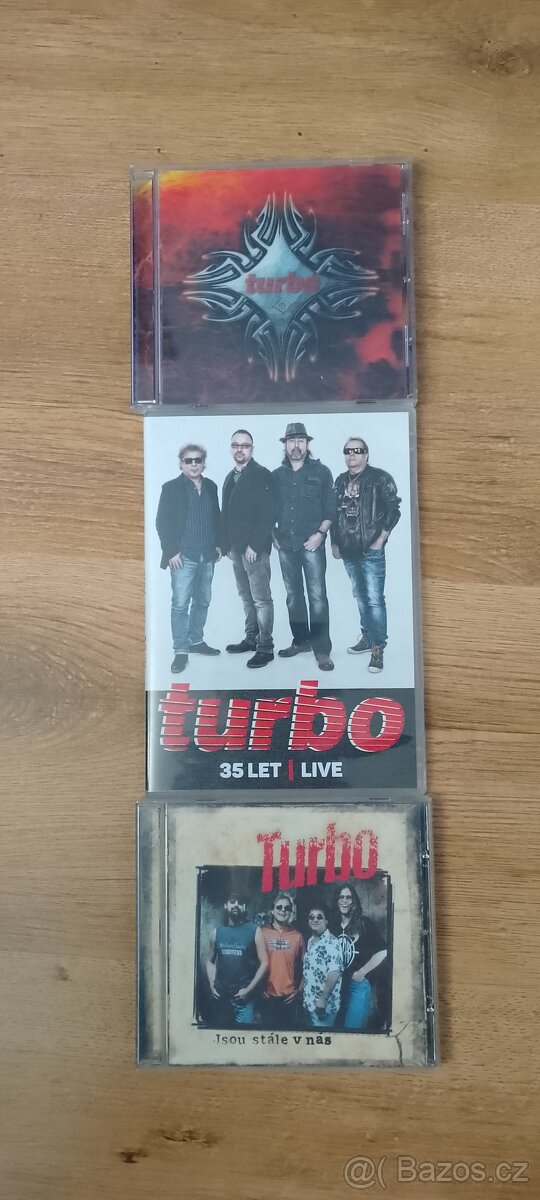 turbo
turbo
35 LET | LIVE
Turbo
Jsou stále v nás
@( Bazos.cz